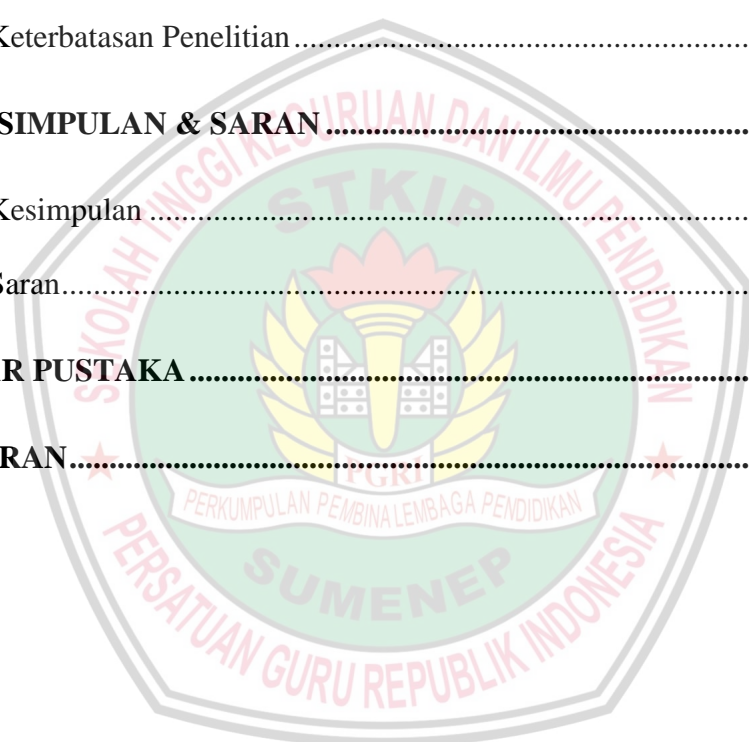 Keterbatasan Penelitian
SIMPULAN & SARAN
Kesimpulan
Saran
R PUSTAKA
RAN
SEKOLAH TINGGI KEGURUAN DAN ILMU PENDIDIKAN
STKIP
PGRI
PERKUMPULAN PEMBINA LEMBAGA PENDIDIKAN
SUMENEP
PERSATUAN GURU REPUBLIK INDONESIA